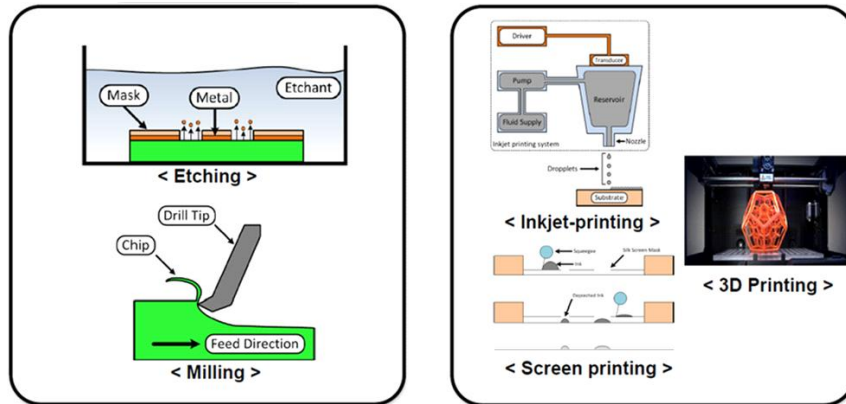 Etchant
Mask
Metal
< Etching >
Drill Tip
Chip
Feed Direction
< Milling >
Driver
Transducer
Pump
Reservoir
Fluid Supply
Nozzle
Inkjet printing system
Dropplets
Substrate
< Inkjet-printing >
Squeegee
Silk Screen Mask
Ink
Deposited Ink
< Screen printing >
< 3D Printing >